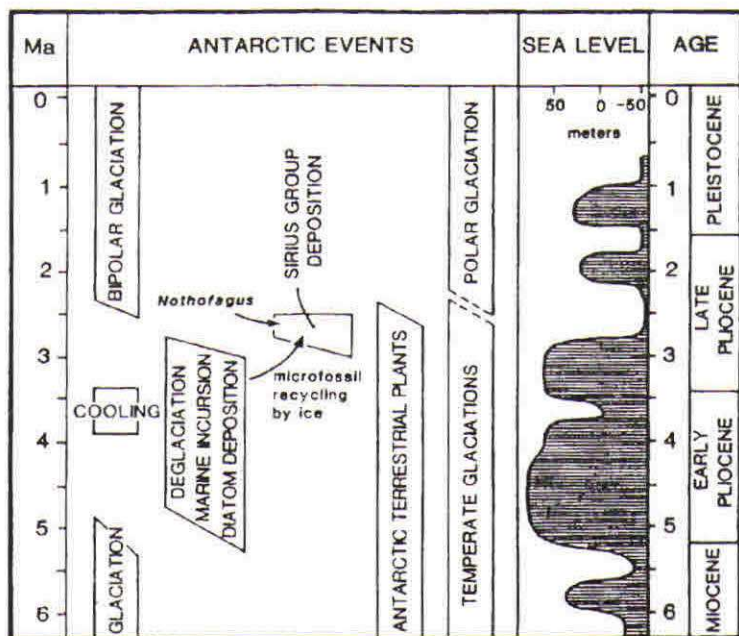 Ma ANTARCTIC EVENTS SEA LEVEL AGE
0
1
2
3
4
5
6
BIPOLAR GLACIATION
COOLING
GLACIATION
DEGLACIATION
MARINE INCURSION
DIATOM DEPOSITION
Nothofagus
SIRIUS GROUP
DEPOSITION
microfossil
recycling
by ice
ANTARCTIC TERRESTRIAL PLANTS
POLAR GLACIATION
TEMPERATE GLACIATIONS
50 0 -50
meters
0
1
2
3
4
5
6
PLEISTOCENE
LATE
PLIOCENE
EARLY
PLIOCENE
MIOCENE